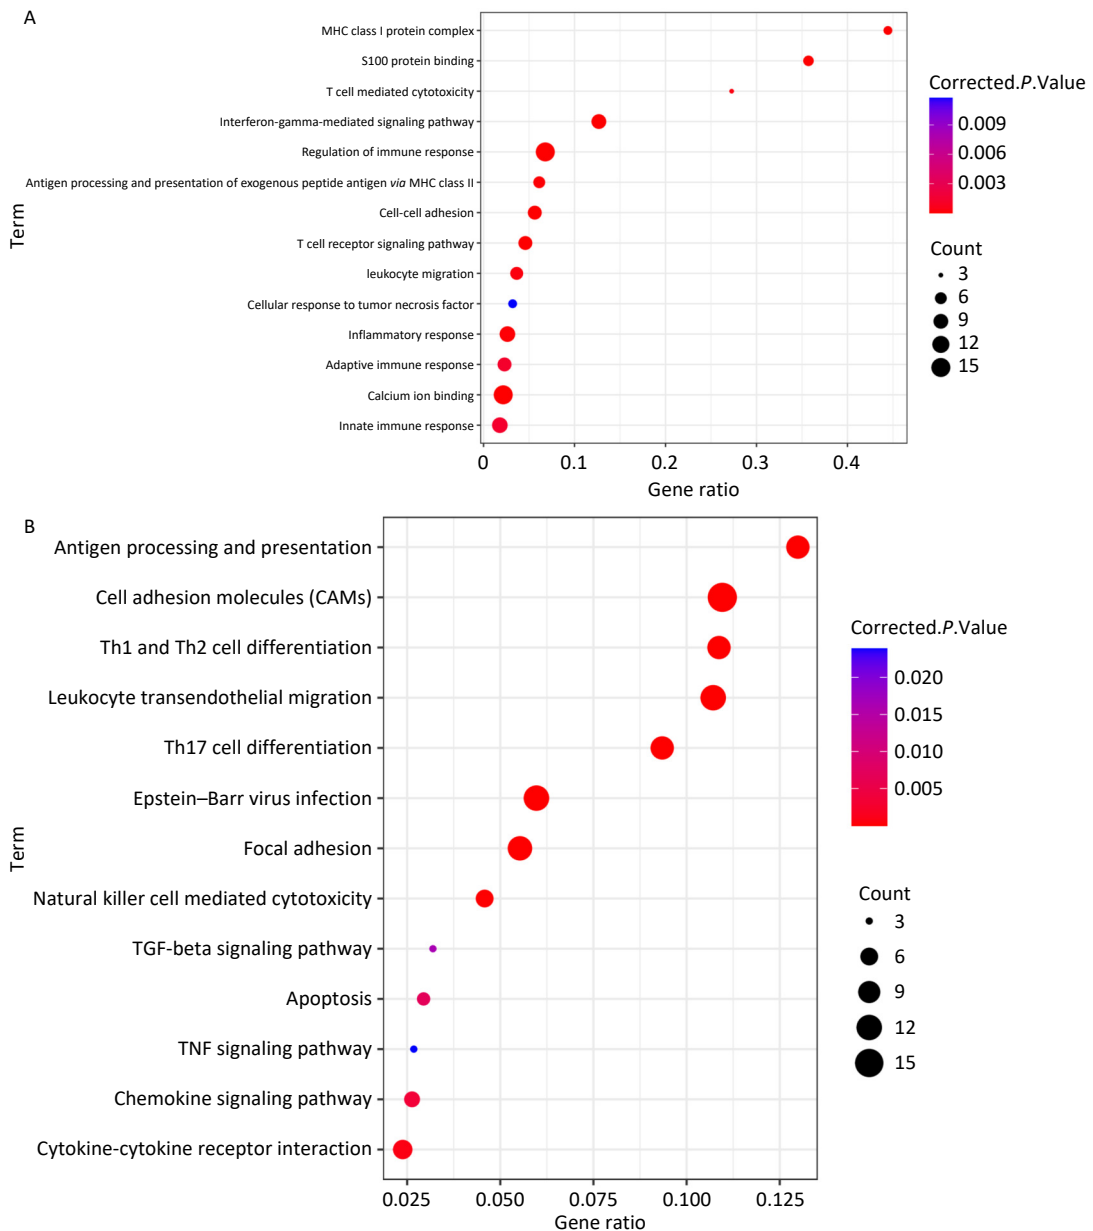 A
MHC class I protein complex
S100 protein binding
T cell mediated cytotoxicity
Interferon-gamma-mediated signaling pathway
Regulation of immune response
Antigen processing and presentation of exogenous peptide antigen via MHC class II
Cell-cell adhesion
T cell receptor signaling pathway
leukocyte migration
Cellular response to tumor necrosis factor
Inflammatory response
Adaptive immune response
Calcium ion binding
Innate immune response
Term
0 0.1 0.2 0.3 0.4
Gene ratio
Corrected.P.Value
0.009
0.006
0.003
Count
3
6
9
12
15
B
Antigen processing and presentation
Cell adhesion molecules (CAMs)
Th1 and Th2 cell differentiation
Leukocyte transendothelial migration
Th17 cell differentiation
Epstein–Barr virus infection
Focal adhesion
Natural killer cell mediated cytotoxicity
TGF-beta signaling pathway
Apoptosis
TNF signaling pathway
Chemokine signaling pathway
Cytokine-cytokine receptor interaction
Term
0.025 0.050 0.075 0.100 0.125
Gene ratio
Corrected.P.Value
0.020
0.015
0.010
0.005
Count
3
6
9
12
15